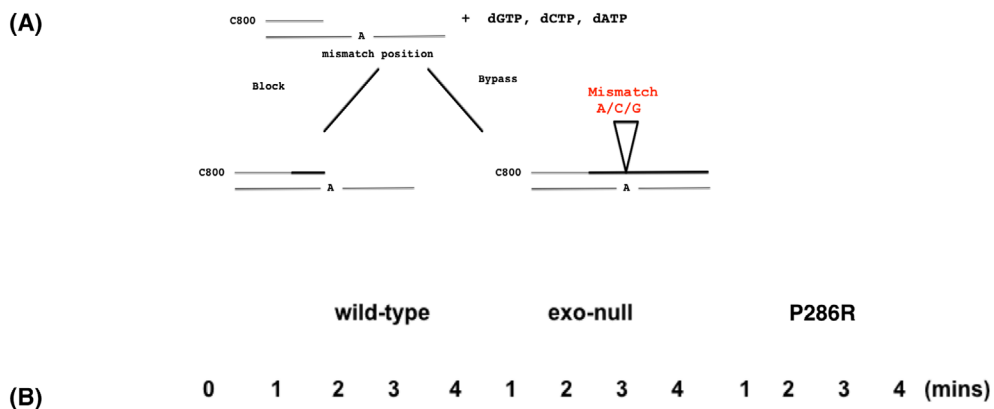 (A)
C800
+ dGTP, dCTP, dATP
A
mismatch position
Block
Bypass
Mismatch
A/C/G
C800
A
C800
A
wild-type exo-null P286R
(B)
0 1 2 3 4 1 2 3 4 1 2 3 4 (mins)